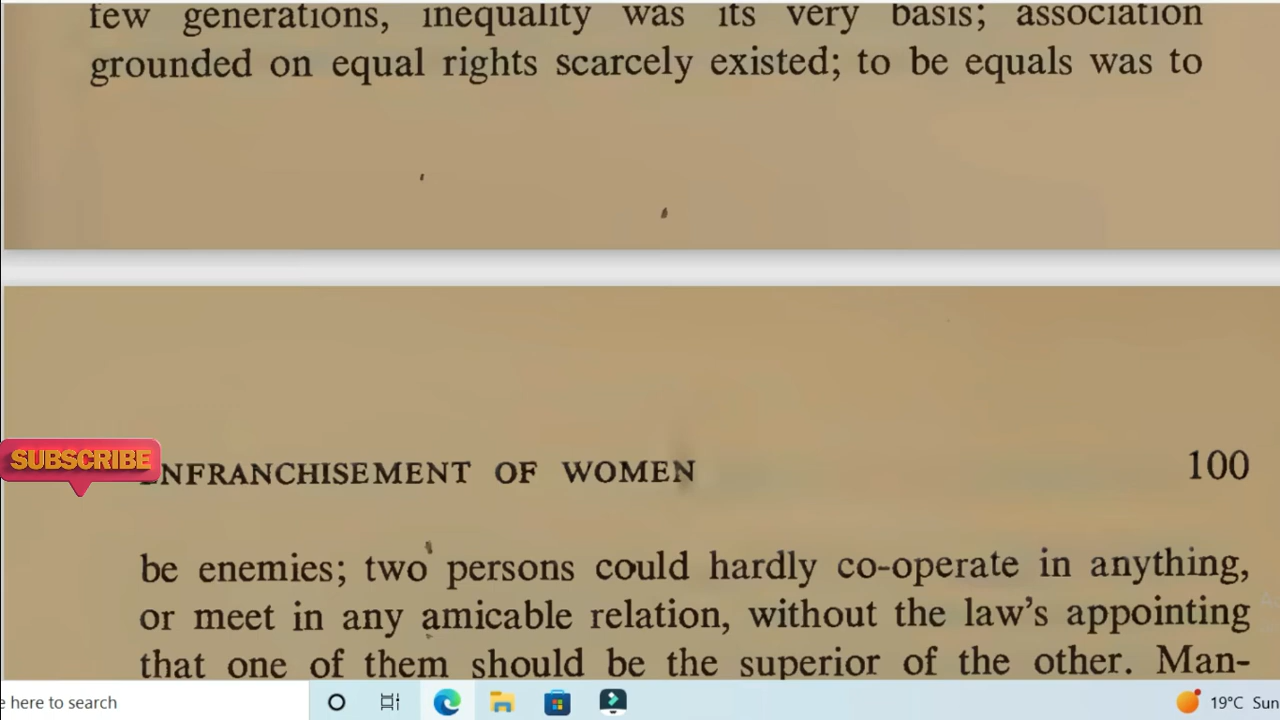 few generations, inequality was its very basis; association
grounded on equal rights scarcely existed; to be equals was to
SUBSCRIBE
ENFRANCHISEMENT OF WOMEN 100
be enemies; two persons could hardly co-operate in anything,
or meet in any amicable relation, without the law's appointing
that one of them should be the superior of the other. Man-
e here to search
19°C Sun